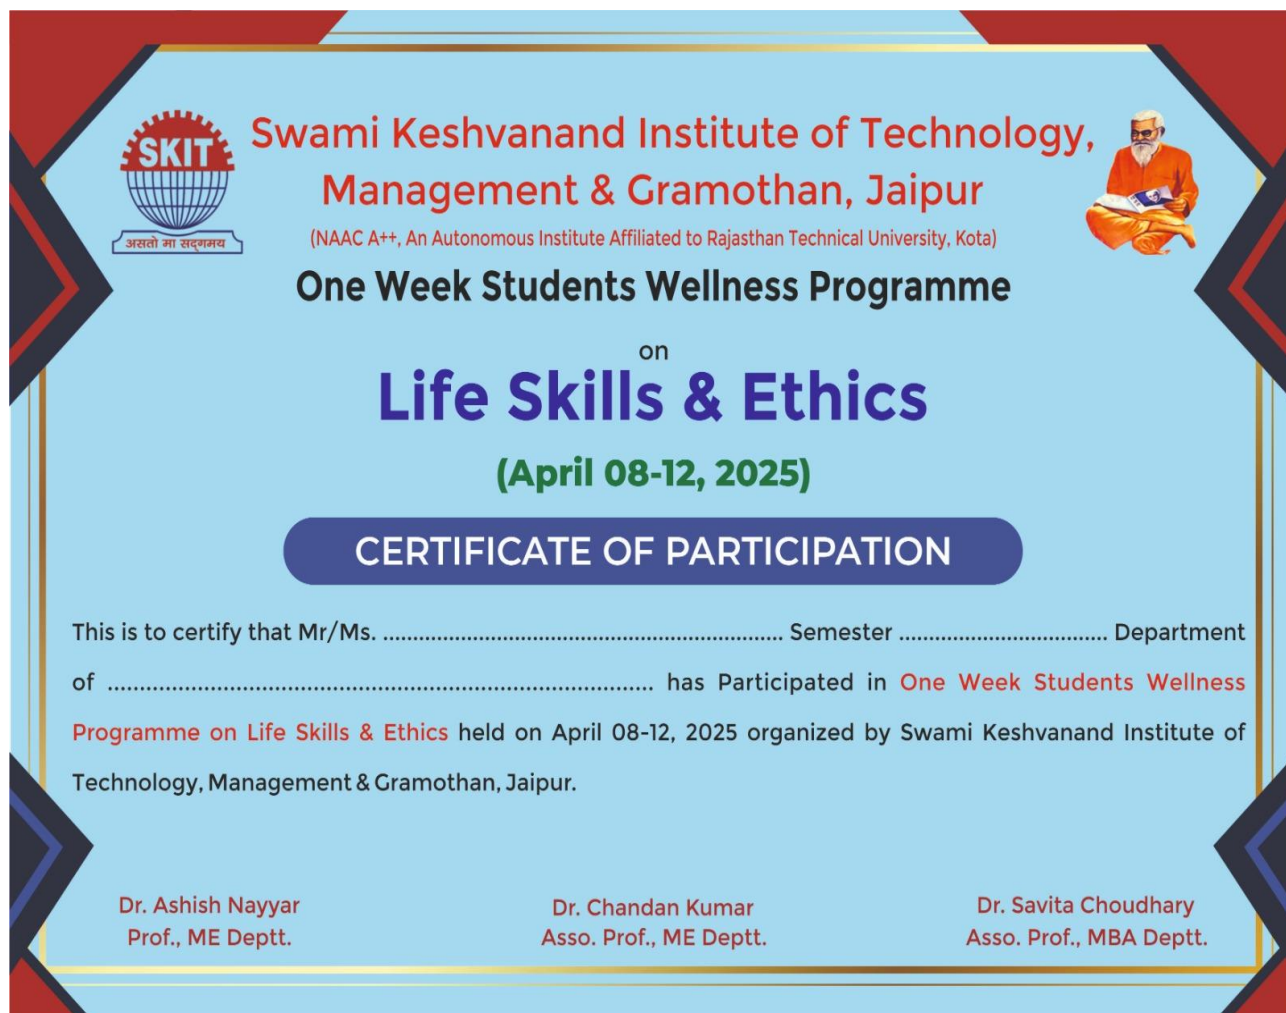 SKIT
असतो मा सद्गमय
Swami Keshvanand Institute of Technology,
Management & Gramothan, Jaipur
(NAAC A++, An Autonomous Institute Affiliated to Rajasthan Technical University, Kota)
One Week Students Wellness Programme
on
Life Skills & Ethics
(April 08-12, 2025)
CERTIFICATE OF PARTICIPATION
This is to certify that Mr/Ms. .................................................................. Semester .................................. Department
of .................................................................................... has Participated in One Week Students Wellness
Programme on Life Skills & Ethics held on April 08-12, 2025 organized by Swami Keshvanand Institute of
Technology, Management & Gramothan, Jaipur.
Dr. Ashish Nayyar
Prof., ME Deptt.
Dr. Chandan Kumar
Asso. Prof., ME Deptt.
Dr. Savita Choudhary
Asso. Prof., MBA Deptt.